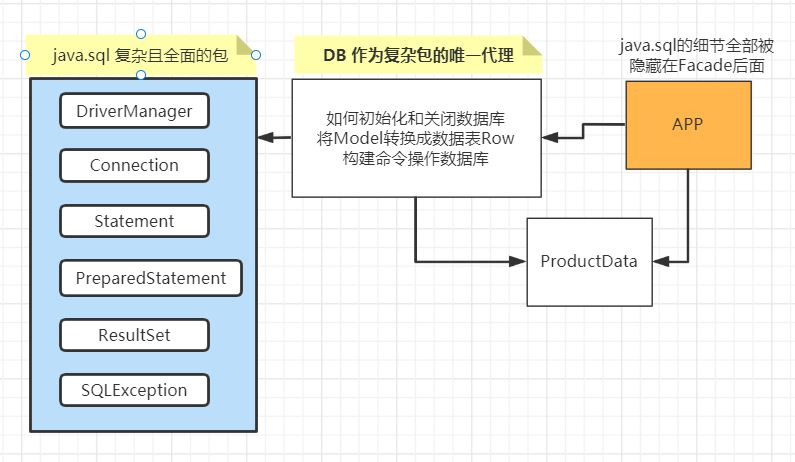 java.sql 复杂且全面的包
DriverManager
Connection
Statement
PreparedStatement
ResultSet
SQLException
DB 作为复杂包的唯一代理
如何初始化和关闭数据库
将Model转换成数据表Row
构建命令操作数据库
java.sql的细节全部被
隐藏在Facade后面
APP
ProductData